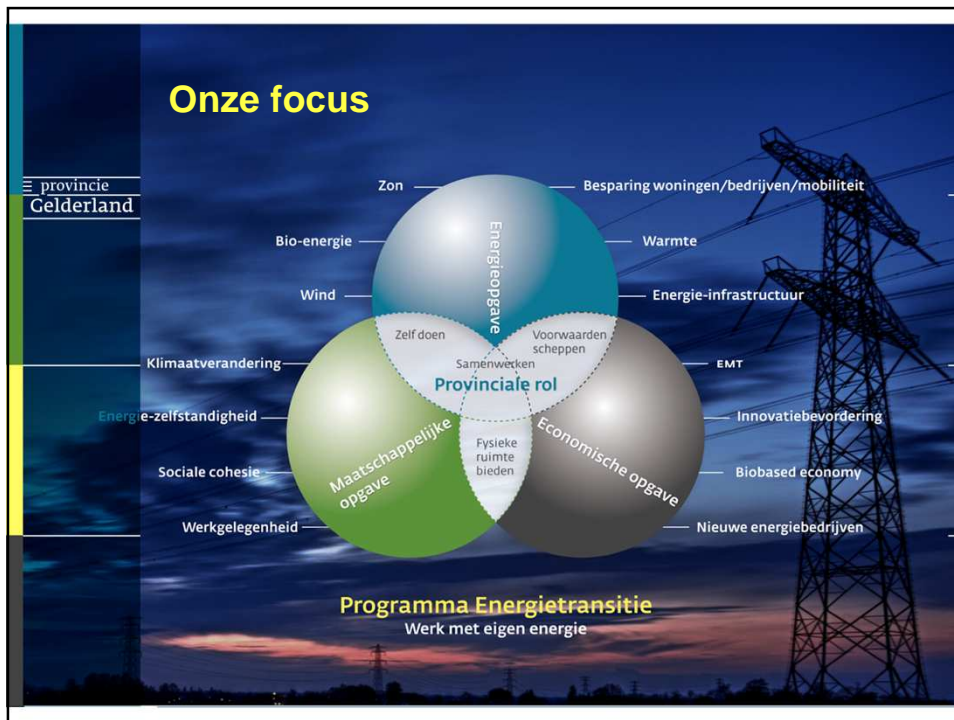 Onze focus
provincie
Gelderland
Zon
Besparing woningen/bedrijven/mobiliteit
Bio-energie
Warmte
Wind
Energie-infrastructuur
Energieopgave
Zelf doen
Voorwaarden
scheppen
Samenwerken
Provinciale rol
Klimaatverandering
EMT
Energie-zelfstandigheid
Innovatiebevordering
Fysieke
ruimte
bieden
Maatschappelijke
opgave
Economische opgave
Sociale cohesie
Biobased economy
Werkgelegenheid
Nieuwe energiebedrijven
Programma Energietransitie
Werk met eigen energie